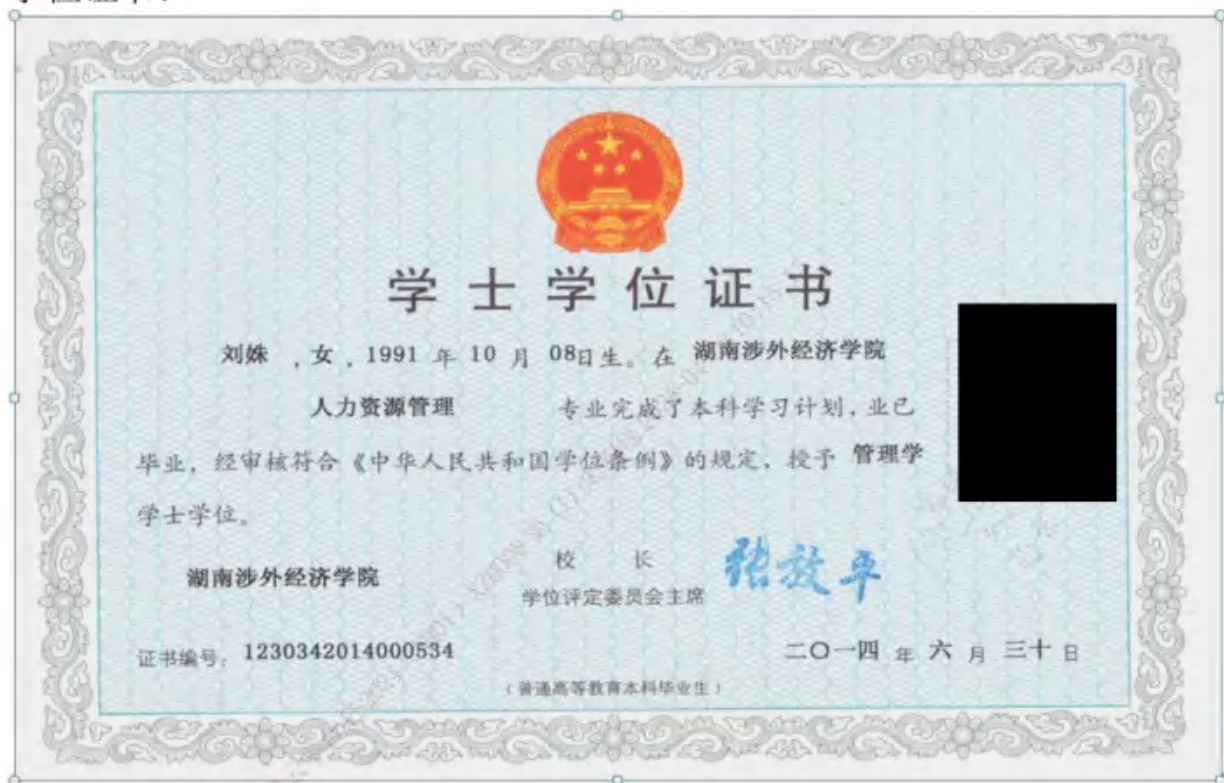 学士学位证书
刘姝 ，女，1991 年 10 月 08日生。在 湖南涉外经济学院
人力资源管理 专业完成了本科学习计划，业已
毕业，经审核符合《中华人民共和国学位条例》的规定，授予 管理学
学士学位。
湖南涉外经济学院
校 长
张放平
学位评定委员会主席
证书编号：1230342014000534
二〇一四 年 六 月 三十 日
（普通高等教育本科毕业生）